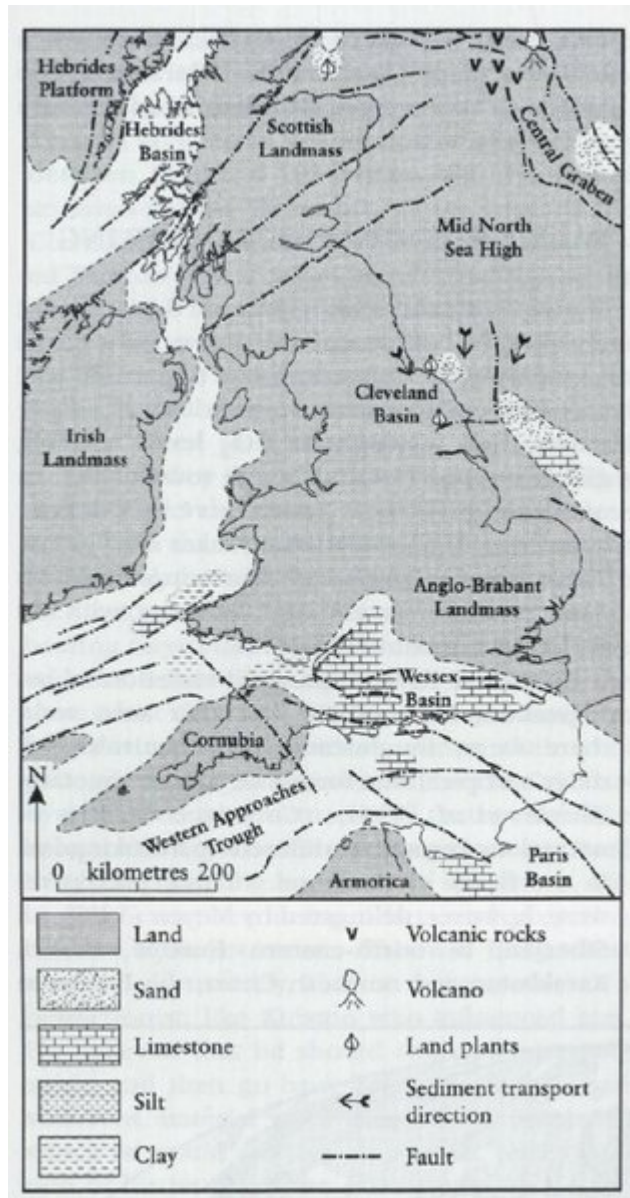 Hebrides
Platform
Hebrides
Basin
Scottish
Landmass
Central Graben
Mid North
Sea High
Cleveland
Basin
Irish
Landmass
Anglo-Brabant
Landmass
Wessex
Basin
Cornubia
N
Western Approaches
Trough
0 kilometres 200
Armorica
Paris
Basin
Land
Sand
Limestone
Silt
Clay
Volcanic rocks
Volcano
Land plants
Sediment transport
direction
Fault